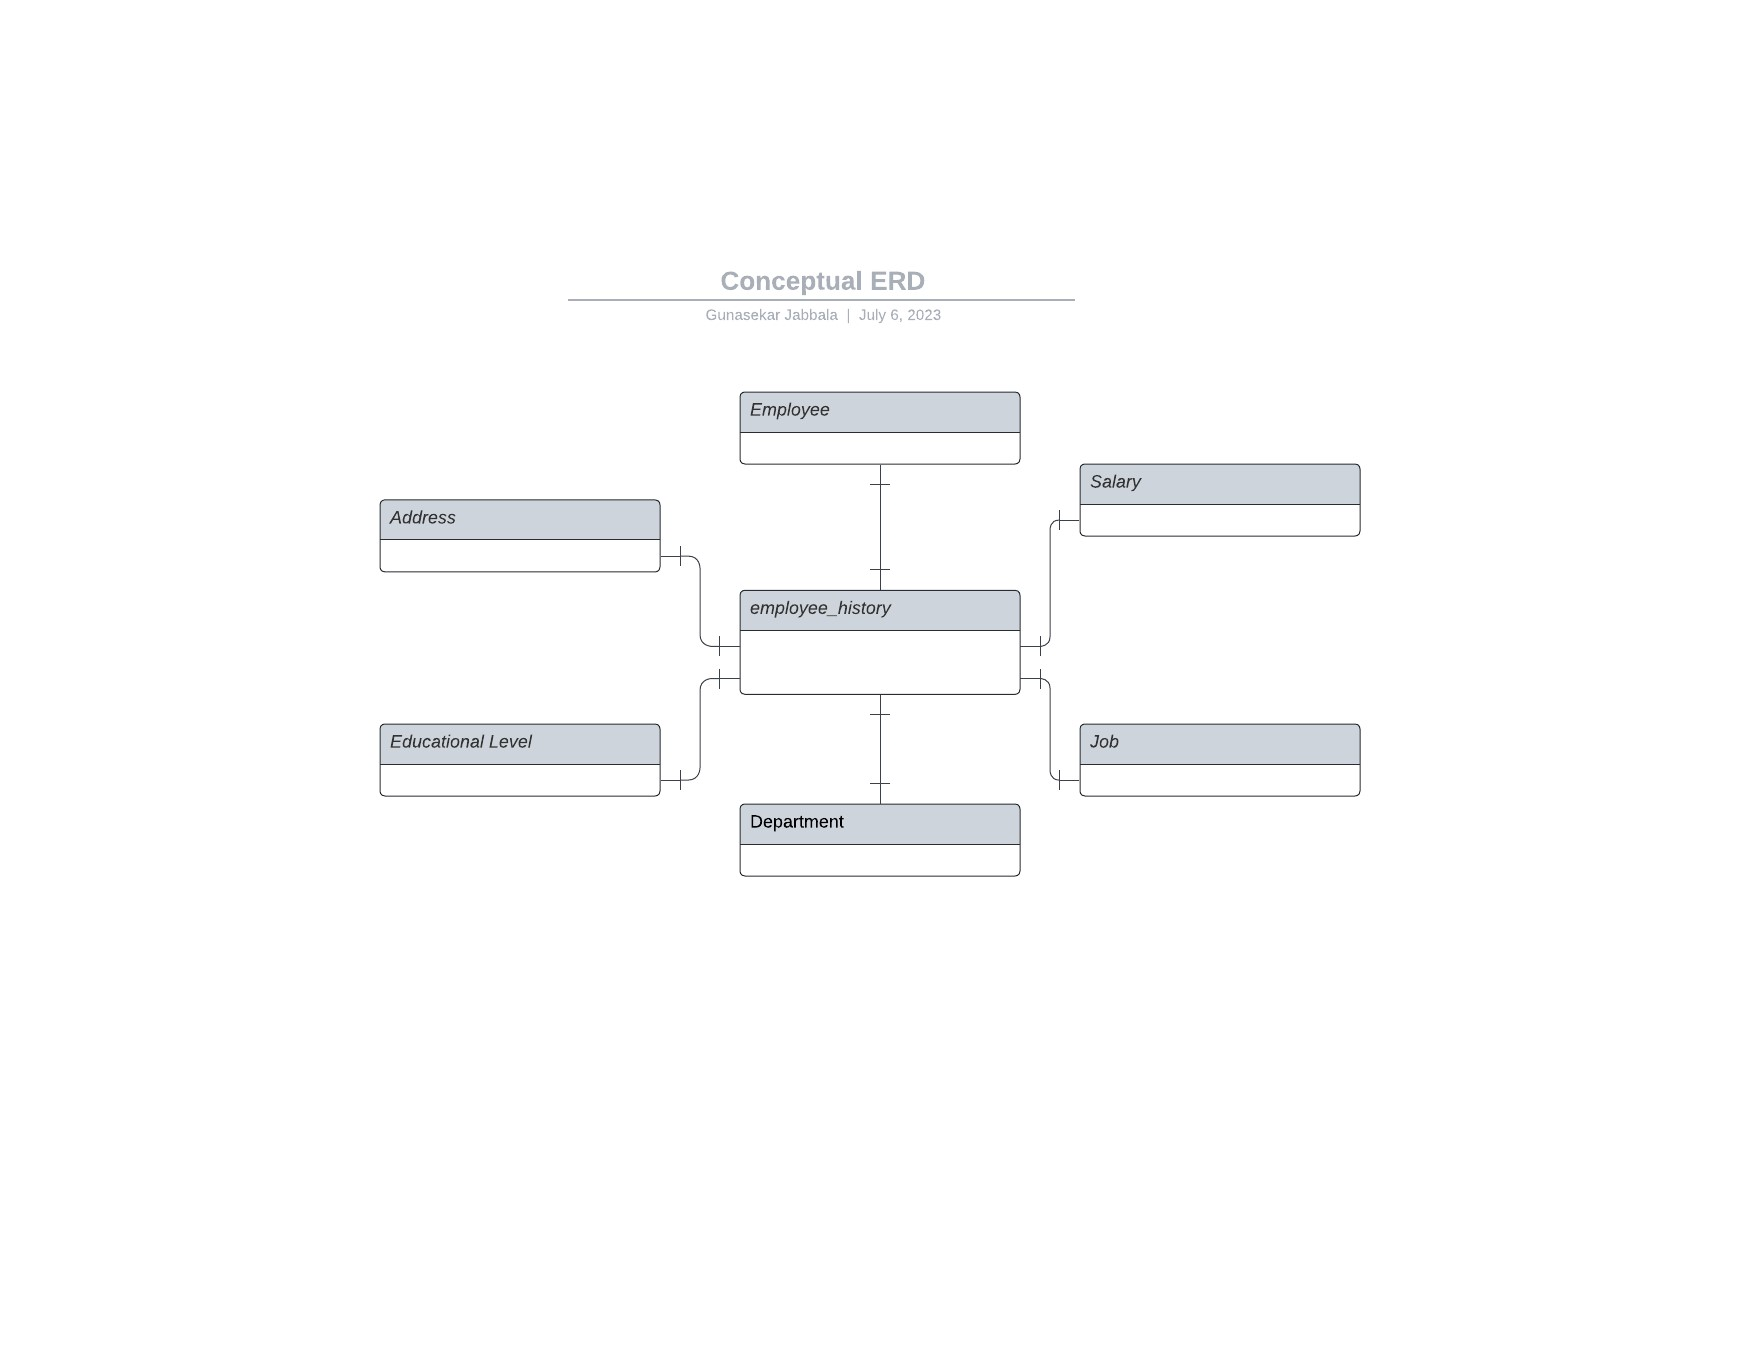 Conceptual ERD
Gunasekar Jabbala | July 6, 2023
Employee
Salary
Address
employee_history
Educational Level
Job
Department